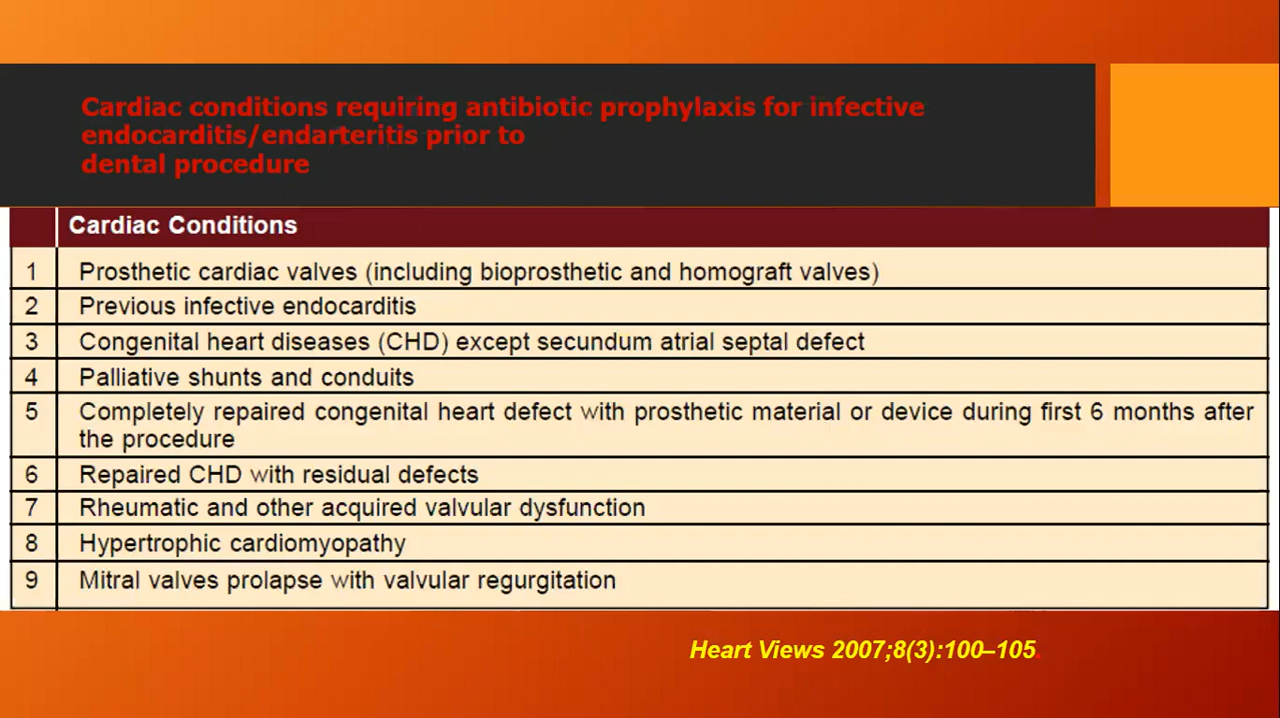 Cardiac conditions requiring antibiotic prophylaxis for infective
endocarditis/endarteritis prior to
dental procedure
Cardiac Conditions
1 Prosthetic cardiac valves (including bioprosthetic and homograft valves)
2 Previous infective endocarditis
3 Congenital heart diseases (CHD) except secundum atrial septal defect
4 Palliative shunts and conduits
5 Completely repaired congenital heart defect with prosthetic material or device during first 6 months after
the procedure
6 Repaired CHD with residual defects
7 Rheumatic and other acquired valvular dysfunction
8 Hypertrophic cardiomyopathy
9 Mitral valves prolapse with valvular regurgitation
Heart Views 2007;8(3):100–105.